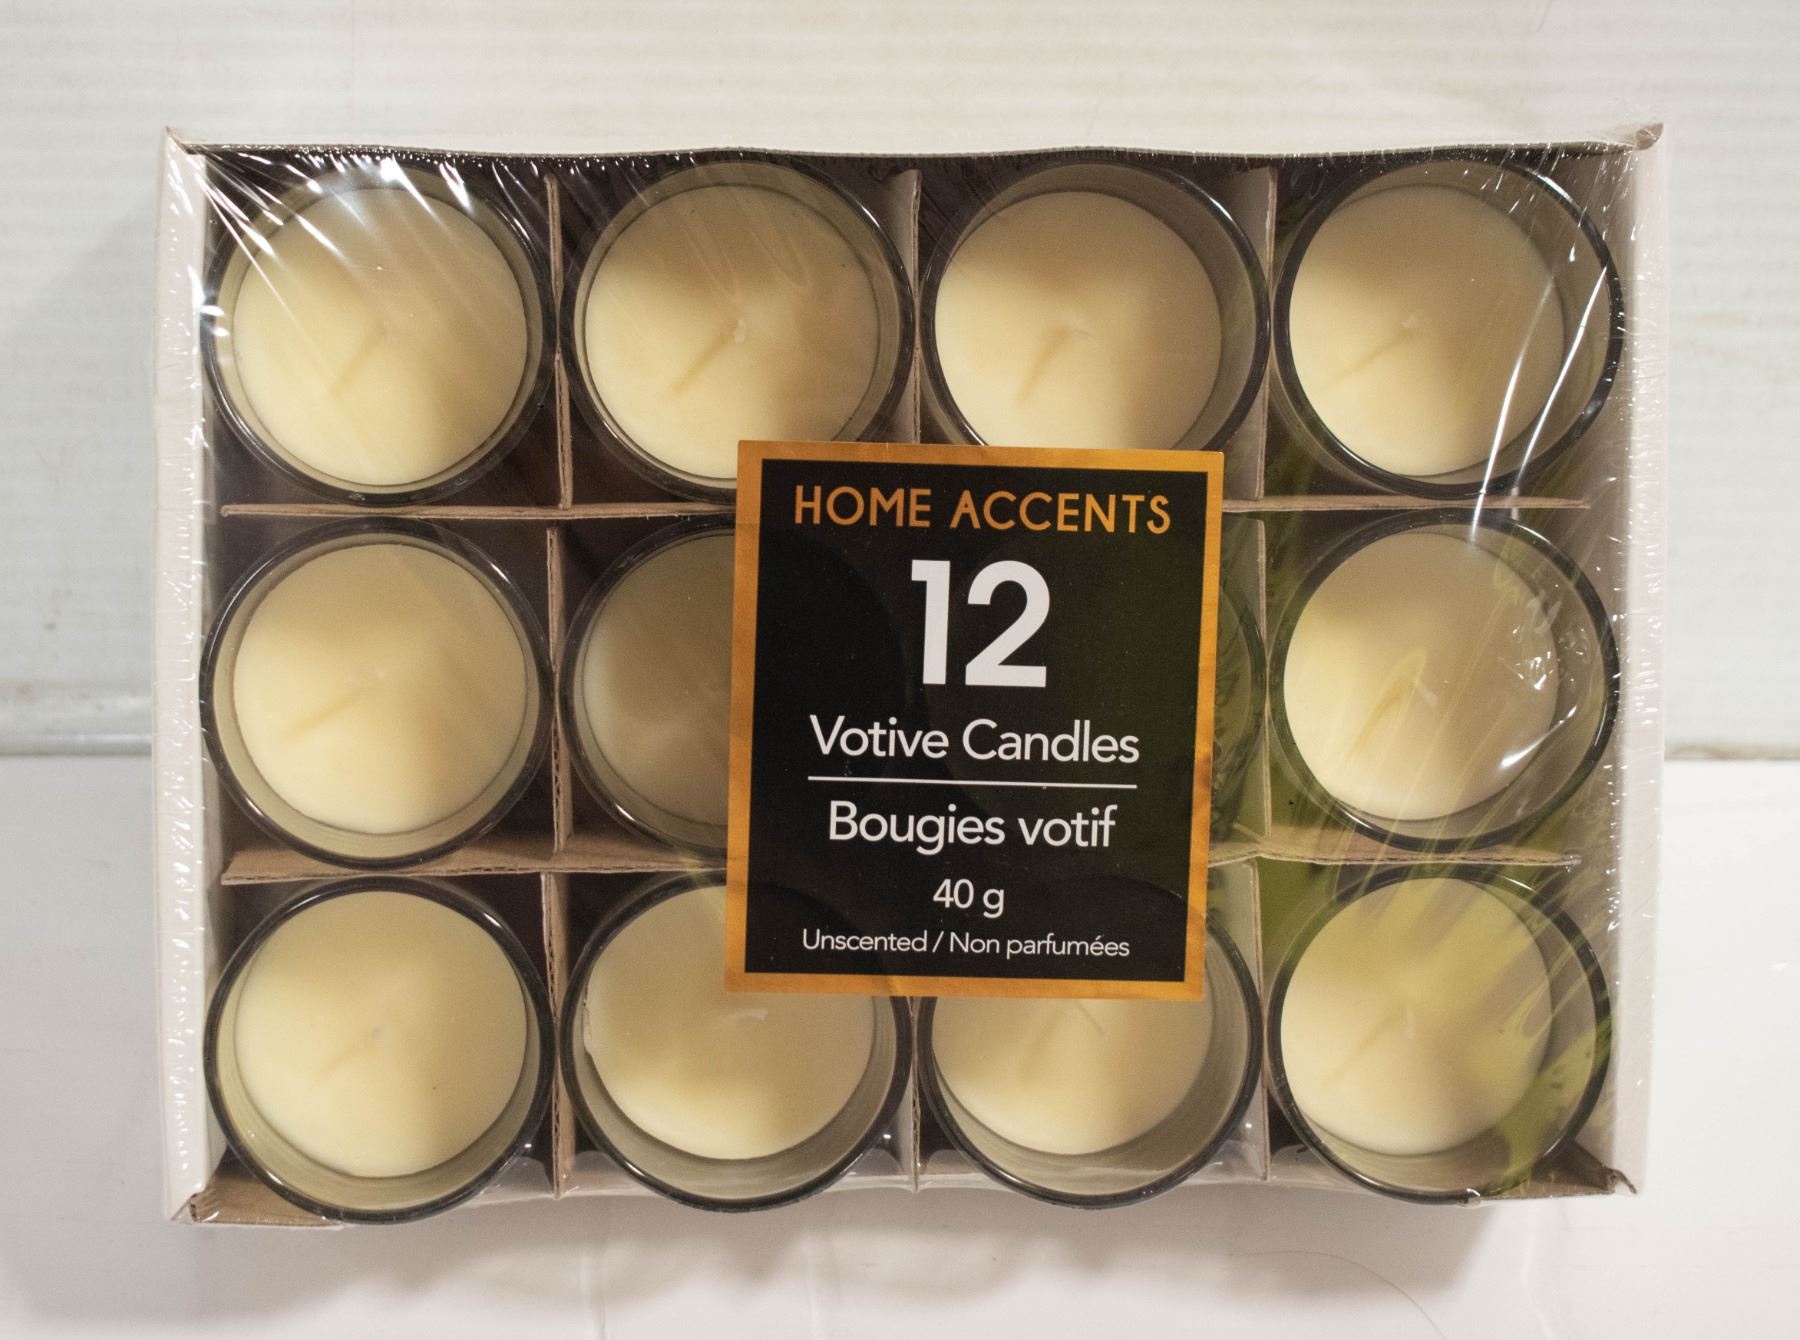 HOME ACCENTS
12
Votive Candles
Bougies votif
40 g
Unscented / Non parfumées